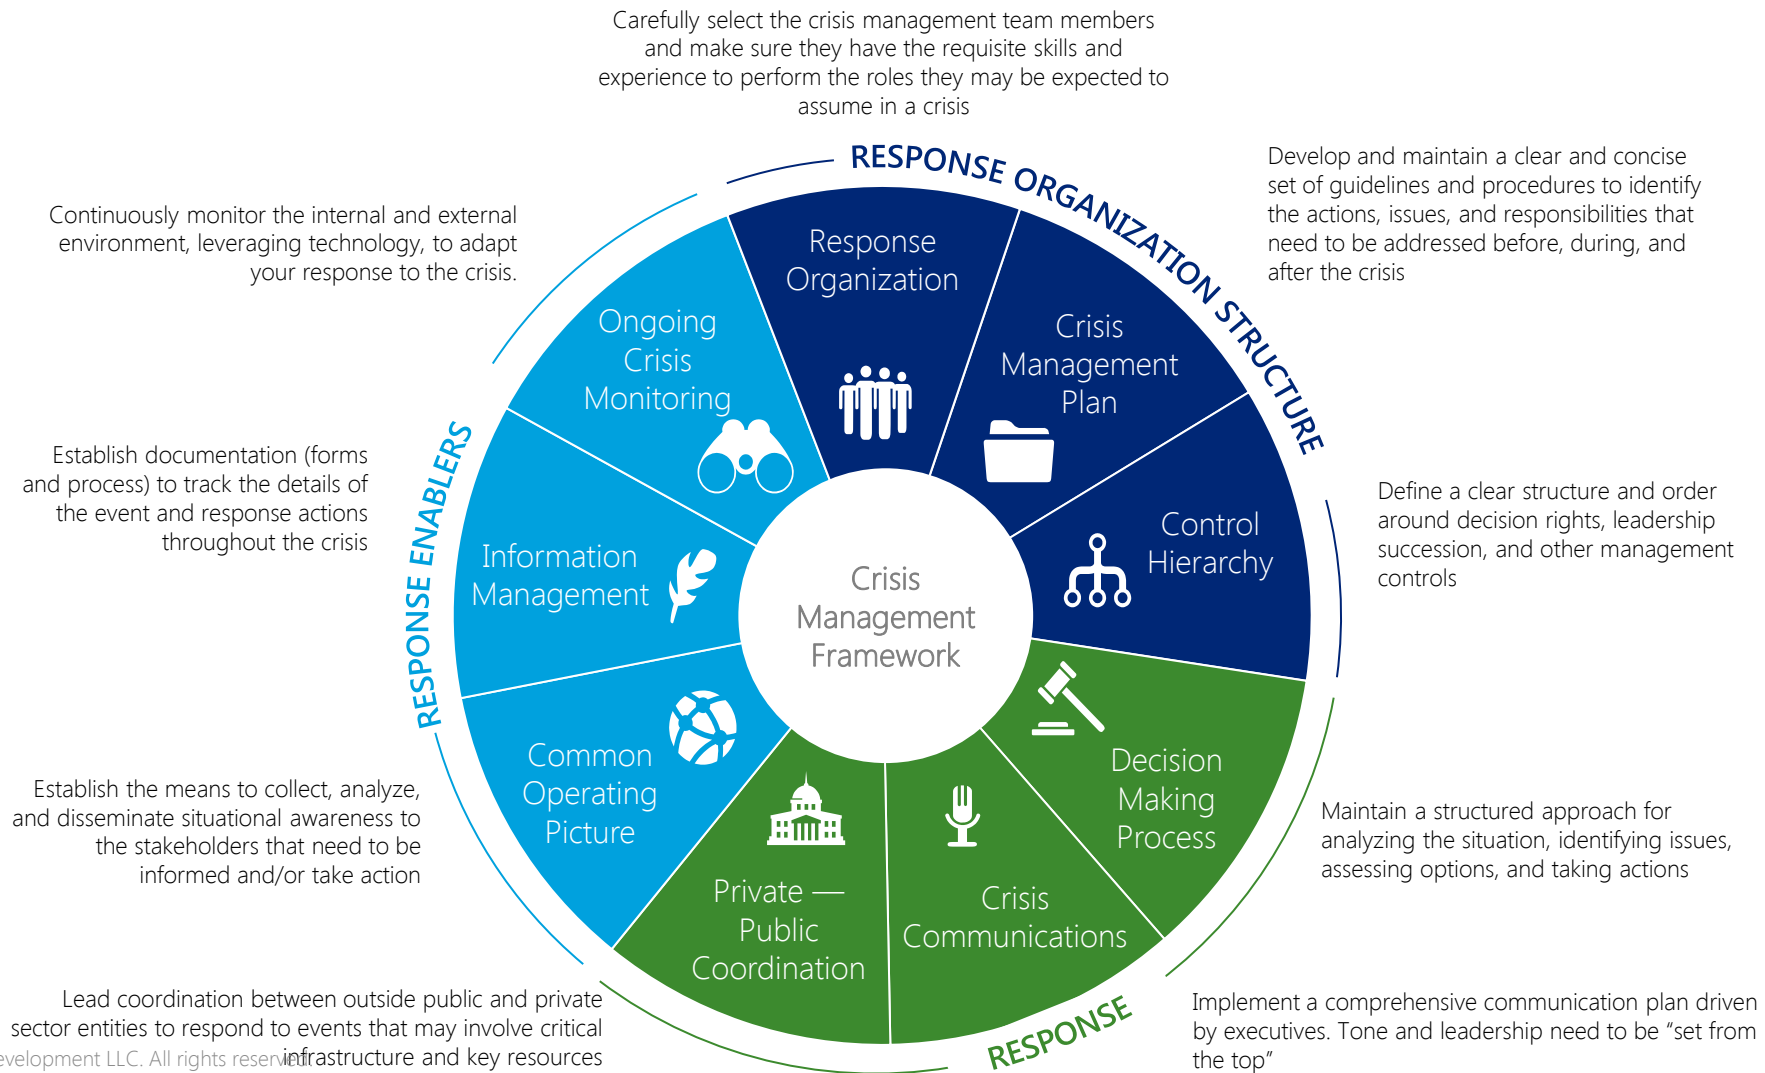 Carefully select the crisis management team members
and make sure they have the requisite skills and
experience to perform the roles they may be expected to
assume in a crisis
RESPONSE ORGANIZATION STRUCTURE
Develop and maintain a clear and concise
set of guidelines and procedures to identify
the actions, issues, and responsibilities that
need to be addressed before, during, and
after the crisis
Continuously monitor the internal and external
environment, leveraging technology, to adapt
your response to the crisis.
Response
Organization
Ongoing
Crisis
Monitoring
Crisis
Management
Plan
RESPONSE ENABLERS
Establish documentation (forms
and process) to track the details of
the event and response actions
throughout the crisis
Information
Management
Control
Hierarchy
Define a clear structure and order
around decision rights, leadership
succession, and other management
controls
Crisis
Management
Framework
Common
Operating
Picture
Decision
Making
Process
Establish the means to collect, analyze,
and disseminate situational awareness to
the stakeholders that need to be
informed and/or take action
Maintain a structured approach for
analyzing the situation, identifying issues,
assessing options, and taking actions
Private —
Public
Coordination
Crisis
Communications
Lead coordination between outside public and private
sector entities to respond to events that may involve critical
infrastructure and key resources
RESPONSE
Implement a comprehensive communication plan driven
by executives. Tone and leadership need to be “set from
the top”
evelopment LLC. All rights reserved.